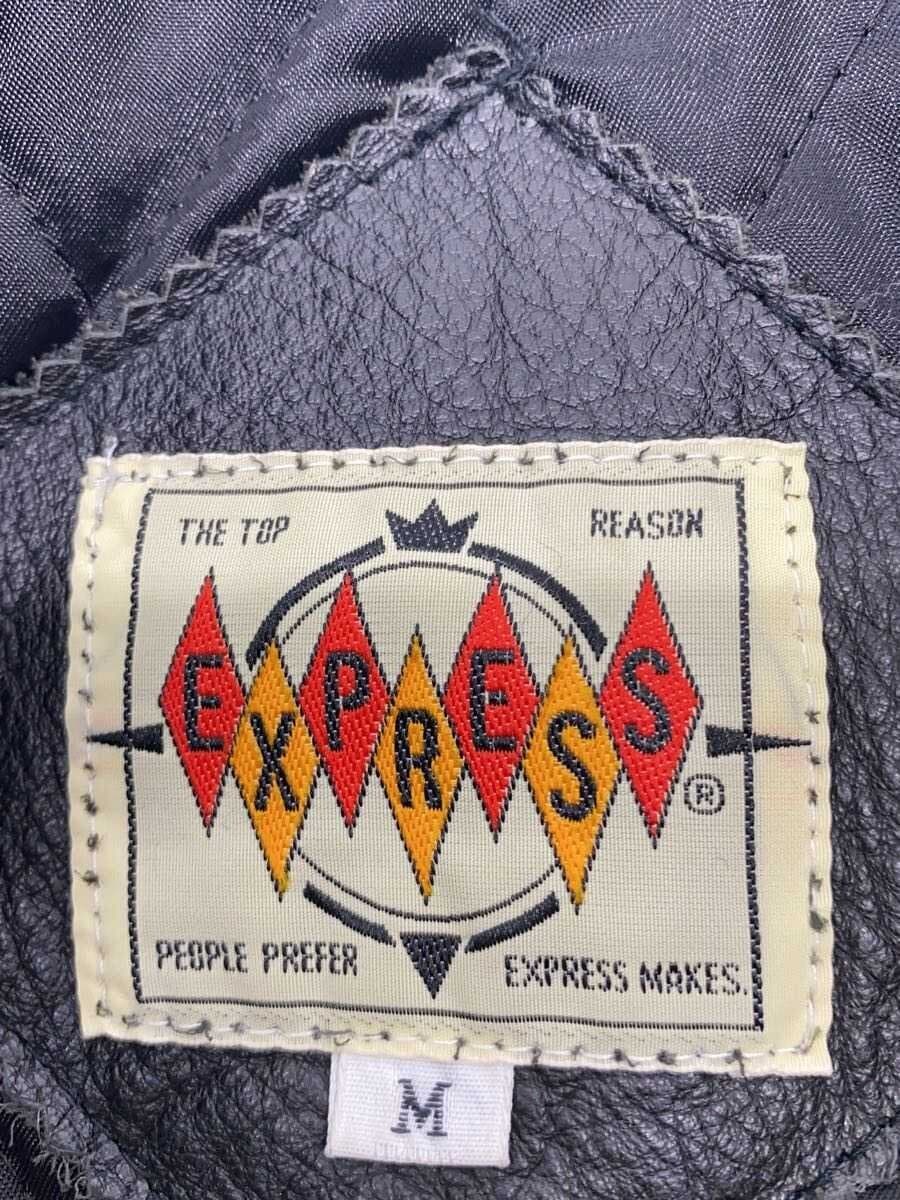 THE TOP REASON
EXPRESS®
PEOPLE PREFER EXPRESS MAKES.
M